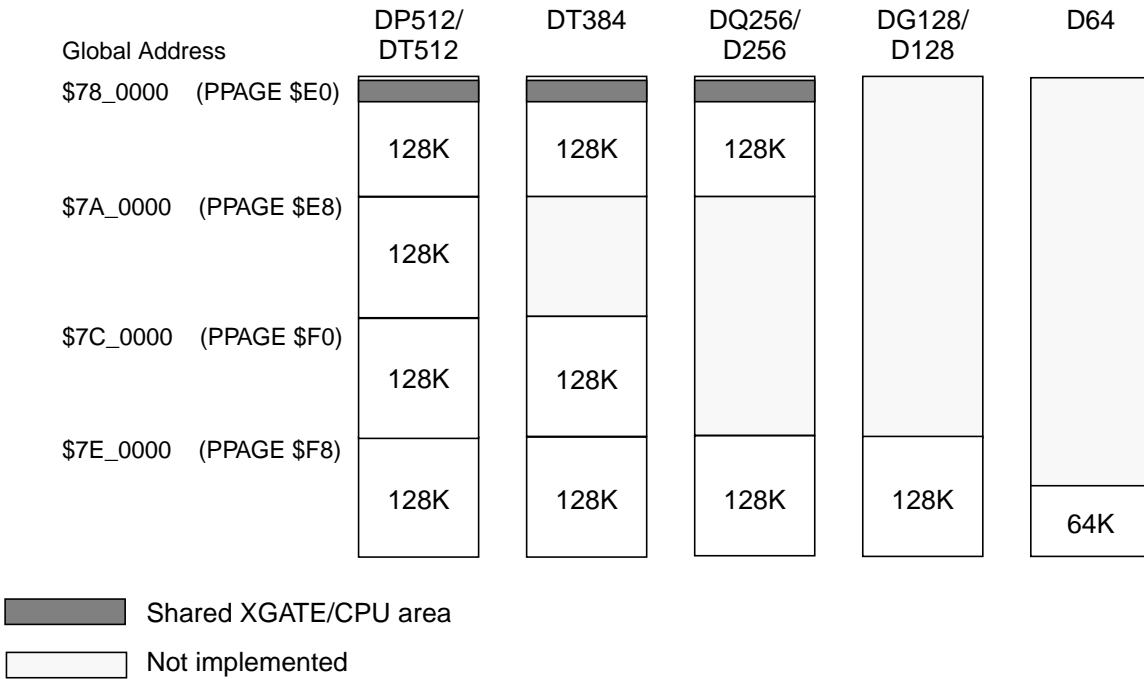 DP512/ DT384 DQ256/ DG128/ D64
Global Address DT512 D256 D128
$78_0000 (PPAGE $E0)
128K 128K 128K
$7A_0000 (PPAGE $E8)
128K
$7C_0000 (PPAGE $F0)
128K 128K
$7E_0000 (PPAGE $F8)
128K 128K 128K 128K
64K
Shared XGATE/CPU area
Not implemented